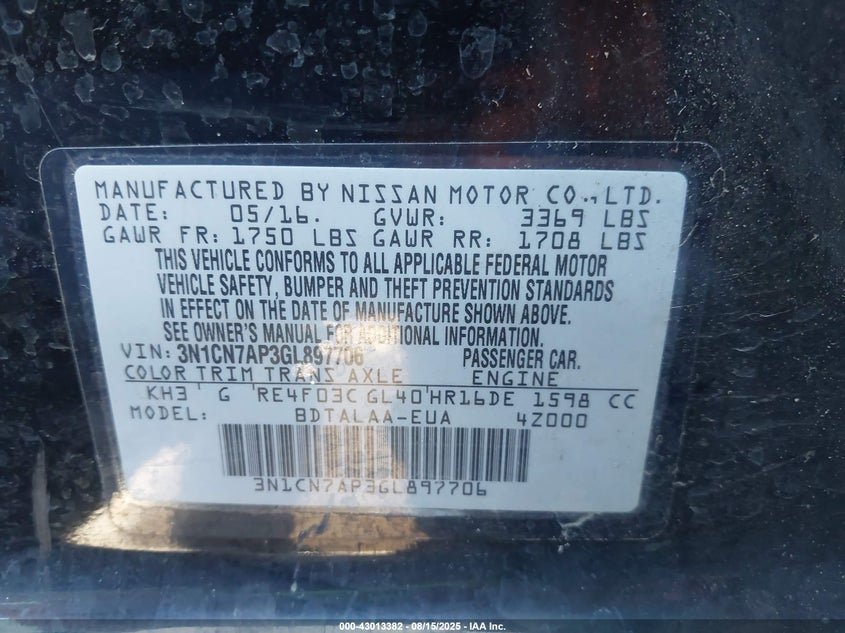 MANUFACTURED BY NISSAN MOTOR CO., LTD.
DATE: 05/16. GVWR: 3369 LBS
GAWR FR: 1750 LBS GAWR RR: 1708 LBS
THIS VEHICLE CONFORMS TO ALL APPLICABLE FEDERAL MOTOR
VEHICLE SAFETY, BUMPER AND THEFT PREVENTION STANDARDS
IN EFFECT ON THE DATE OF MANUFACTURE SHOWN ABOVE.
SEE OWNER'S MANUAL FOR ADDITIONAL INFORMATION.
VIN: 3N1CN7AP3GL897706 PASSENGER CAR.
COLOR TRIM TRANS AXLE ENGINE
KH3 G RE4F03C GL40 HR16DE 1598 CC
MODEL: BDTALAA-EUA 4Z000
3N1CN7AP3GL897706
000-43013382 - 08/15/2025 - IAA Inc.